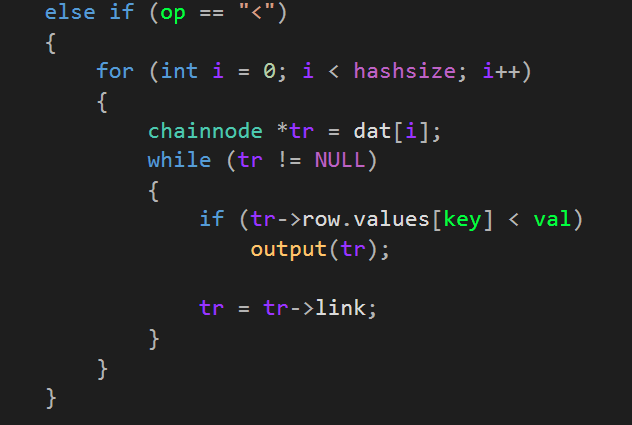 else if (op == "<")
{
for (int i = 0; i < hashsize; i++)
{
chainnode *tr = dat[i];
while (tr != NULL)
{
if (tr->row.values[key] < val)
output(tr);
tr = tr->link;
}
}
}